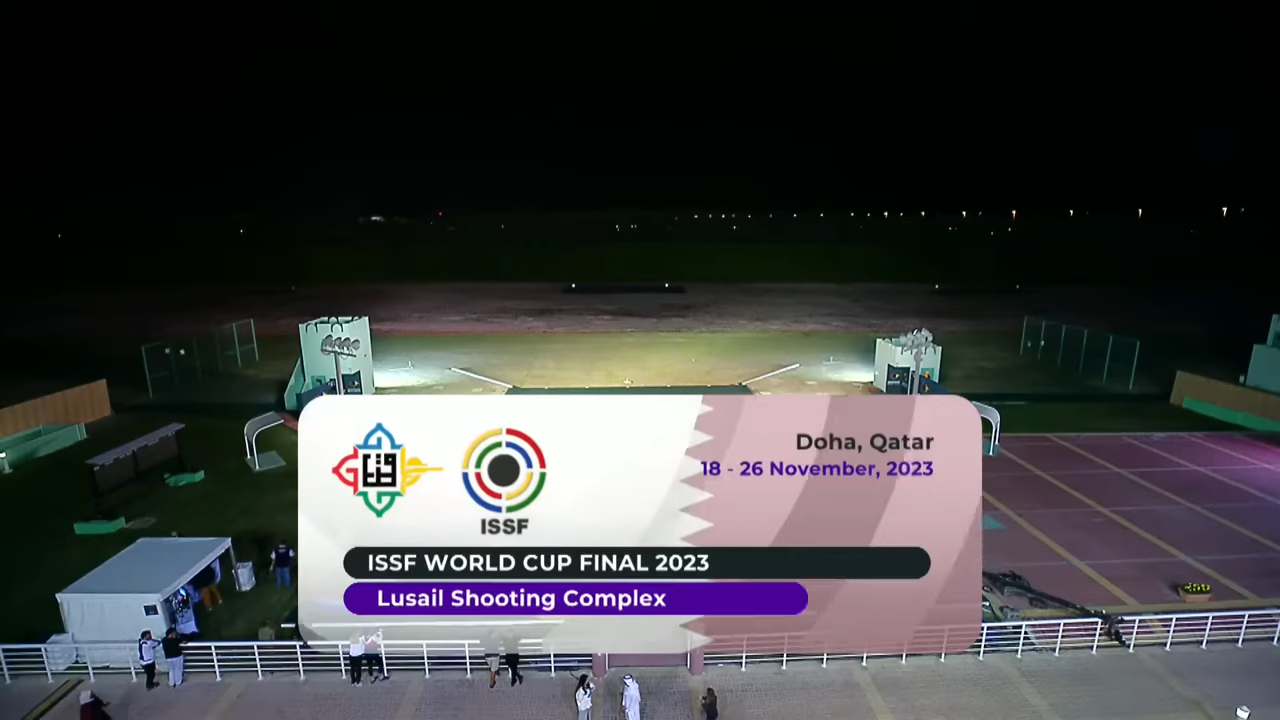 Doha, Qatar
18 - 26 November, 2023
ISSF
ISSF WORLD CUP FINAL 2023
Lusail Shooting Complex